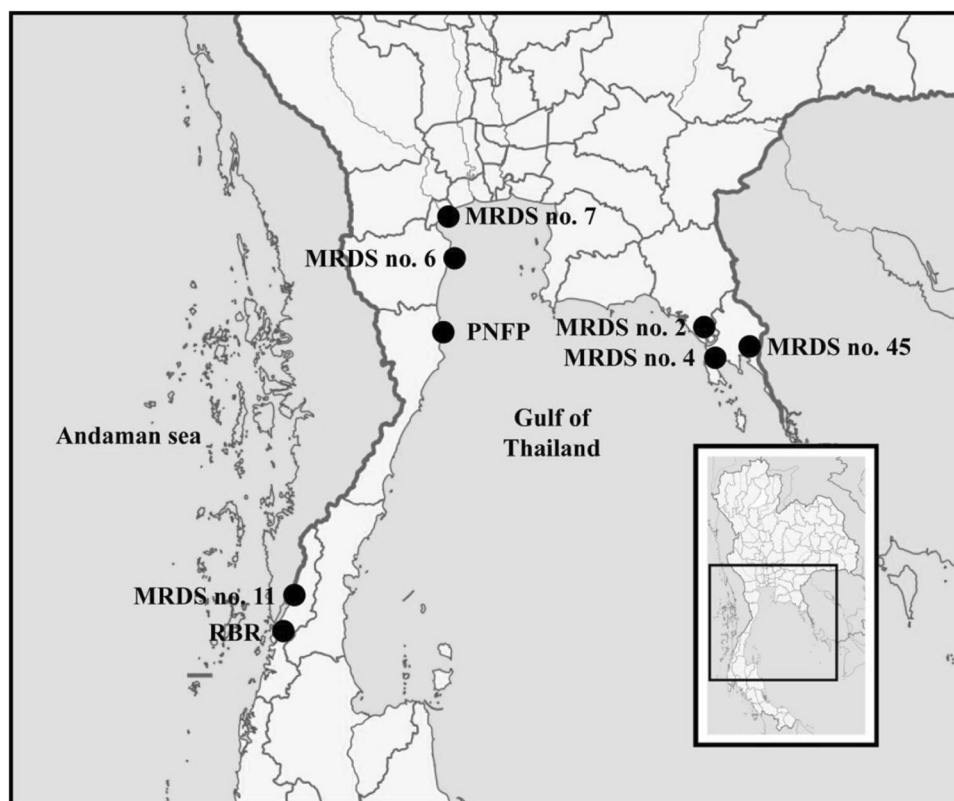 MRDS no. 7
MRDS no. 6
PNFP
MRDS no. 2
MRDS no. 4
MRDS no. 45
Andaman sea
Gulf of
Thailand
MRDS no. 11
RBR